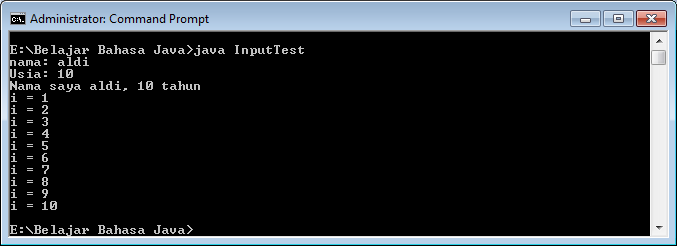 Administrator: Command Prompt
E:\Belajar Bahasa Java>java InputTest
nama: aldi
Usia: 10
Nama saya aldi, 10 tahun
i = 1
i = 2
i = 3
i = 4
i = 5
i = 6
i = 7
i = 8
i = 9
i = 10
E:\Belajar Bahasa Java>